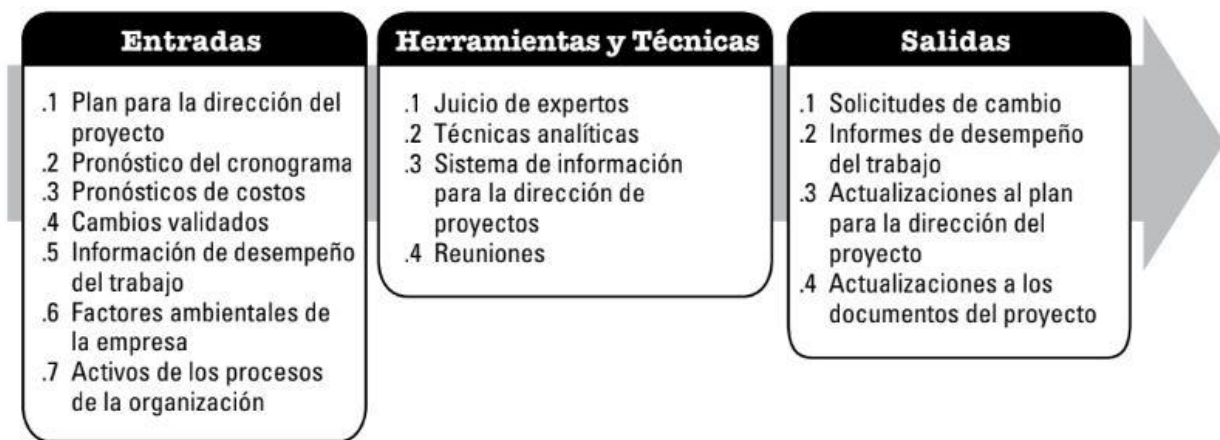 Entradas
.1 Plan para la dirección del
proyecto
.2 Pronóstico del cronograma
.3 Pronósticos de costos
.4 Cambios validados
.5 Información de desempeño
del trabajo
.6 Factores ambientales de
la empresa
.7 Activos de los procesos
de la organización
Herramientas y Técnicas
.1 Juicio de expertos
.2 Técnicas analíticas
.3 Sistema de información
para la dirección de
proyectos
.4 Reuniones
Salidas
.1 Solicitudes de cambio
.2 Informes de desempeño
del trabajo
.3 Actualizaciones al plan
para la dirección del
proyecto
.4 Actualizaciones a los
documentos del proyecto